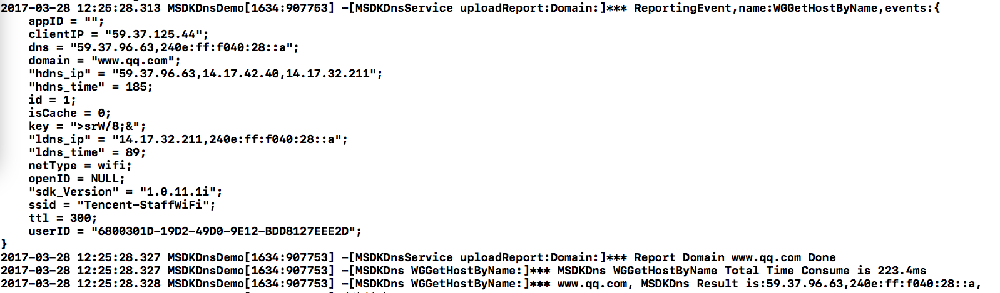 2017-03-28 12:25:28.313 MSDKDnsDemo[1634:907753] -[MSDKDnsService uploadReport:Domain:]*** ReportingEvent,name:WGGetHostByName,events:{
    appID = "";
    clientIP = "59.37.125.44";
    dns = "59.37.96.63,240e:ff:f040:28::a";
    domain = "www.qq.com";
    "hdns_ip" = "59.37.96.63,14.17.42.40,14.17.32.211";
    "hdns_time" = 185;
    id = 1;
    isCache = 0;
    key = ">srW/8;&";
    "ldns_ip" = "14.17.32.211,240e:ff:f040:28::a";
    "ldns_time" = 89;
    netType = wifi;
    openID = NULL;
    "sdk_Version" = "1.0.11.1i";
    ssid = "Tencent-StaffWiFi";
    ttl = 300;
    userID = "6800301D-19D2-49D0-9E12-BDD8127EEE2D";
}
2017-03-28 12:25:28.327 MSDKDnsDemo[1634:907753] -[MSDKDnsService uploadReport:Domain:]*** Report Domain www.qq.com Done
2017-03-28 12:25:28.327 MSDKDnsDemo[1634:907753] -[MSDKDns WGGetHostByName:]*** MSDKDns WGGetHostByName Total Time Consume is 223.4ms
2017-03-28 12:25:28.328 MSDKDnsDemo[1634:907753] -[MSDKDns WGGetHostByName:]*** www.qq.com, MSDKDns Result is:59.37.96.63,240e:ff:f040:28::a,